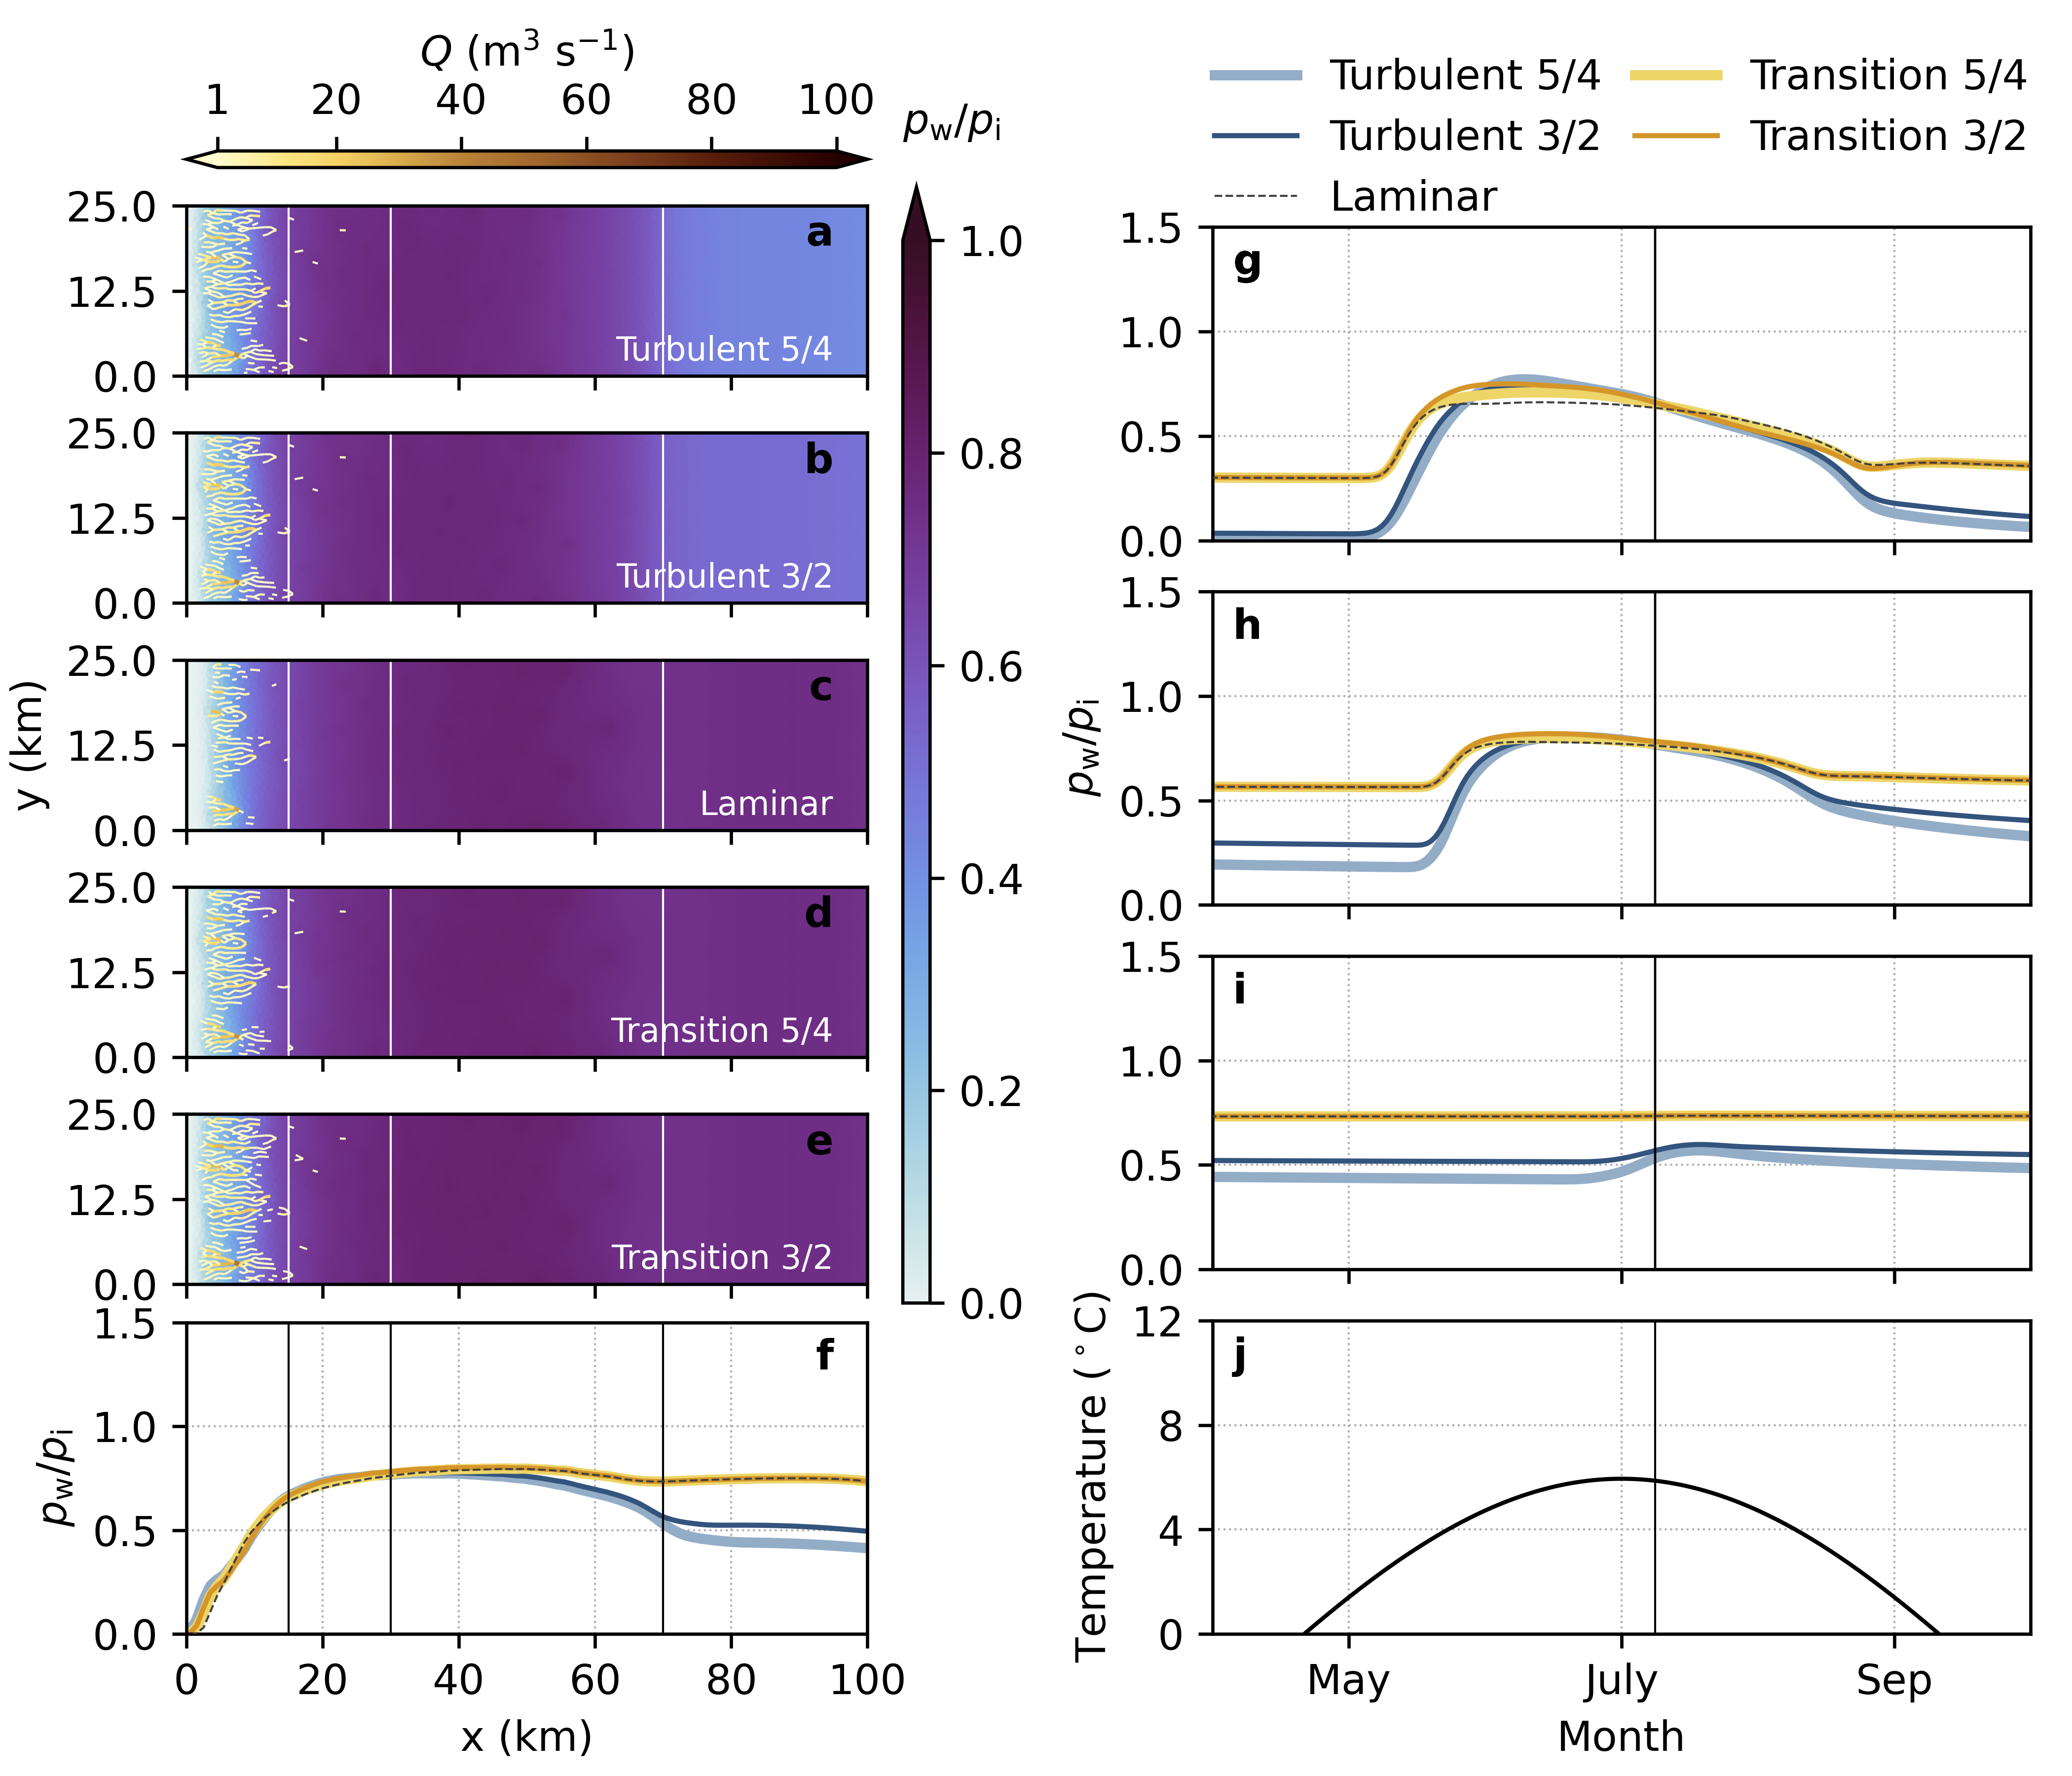 Q (m³ s⁻¹)
1 20 40 60 80 100
p_w/p_i
1.0
0.8
0.6
0.4
0.2
0.0
y (km)
25.0
12.5
0.0
a
Turbulent 5/4
25.0
12.5
0.0
b
Turbulent 3/2
25.0
12.5
0.0
c
Laminar
25.0
12.5
0.0
d
Transition 5/4
25.0
12.5
0.0
e
Transition 3/2
p_w/p_i
1.5
1.0
0.5
0.0
f
0 20 40 60 80 100
x (km)
Turbulent 5/4 Transition 5/4
Turbulent 3/2 Transition 3/2
Laminar
1.5
1.0
0.5
0.0
g
p_w/p_i
1.5
1.0
0.5
0.0
h
1.5
1.0
0.5
0.0
i
Temperature (°C)
12
8
4
0
j
May July Sep
Month